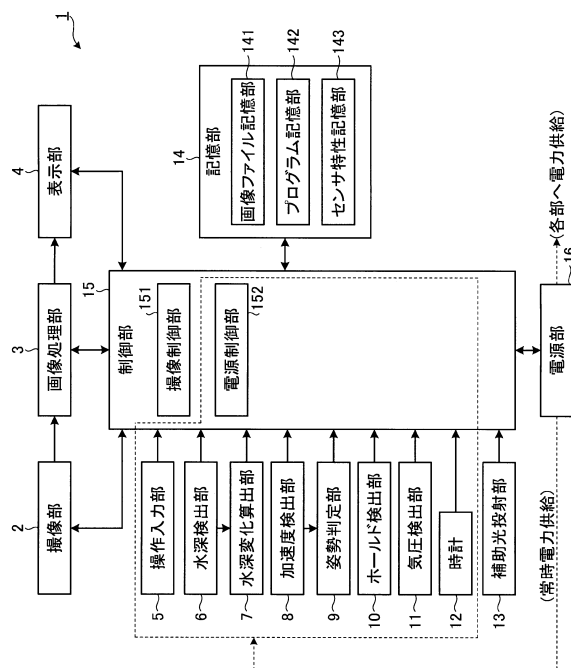 1
2
撮像部
3
画像処理部
4
表示部
15
制御部
151
撮像制御部
152
電源制御部
14
記憶部
画像ファイル記憶部
141
プログラム記憶部
142
センサ特性記憶部
143
操作入力部
5
水深検出部
6
水深変化算出部
7
加速度検出部
8
姿勢判定部
9
ホールド検出部
10
気圧検出部
11
時計
12
補助光投射部
13
電源部
16
(常時電力供給)
(各部へ電力供給)